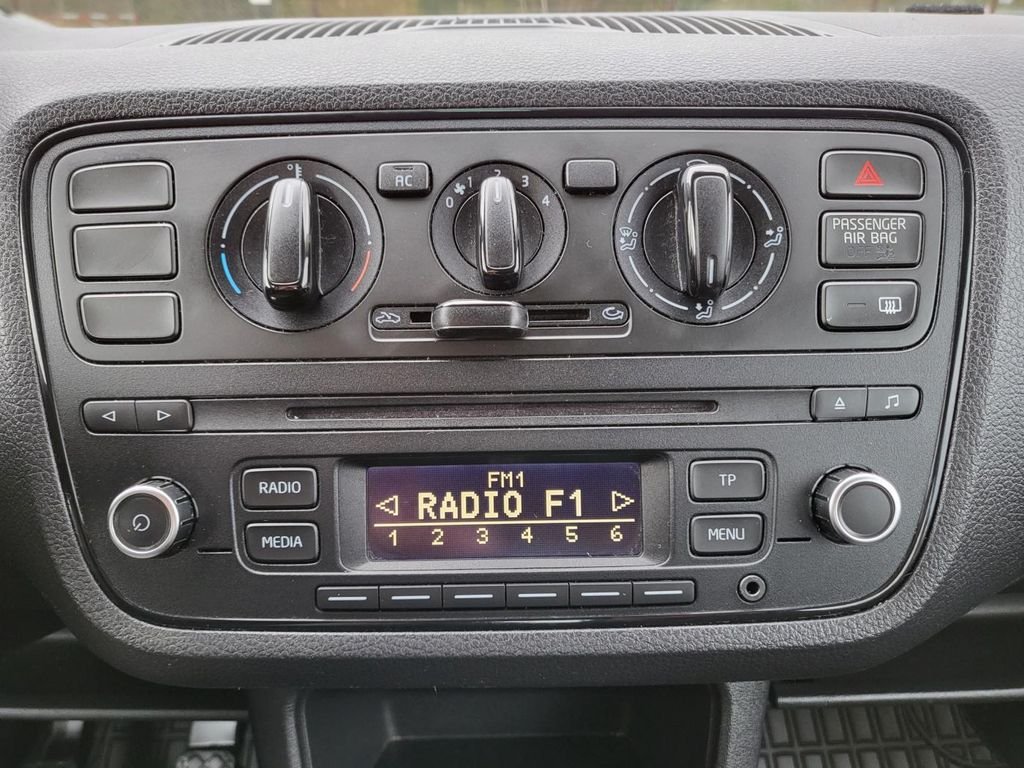 AC
0 1 2 3 4
PASSENGER
AIR BAG
OFF
RADIO
MEDIA
FM1
RADIO F1
1 2 3 4 5 6
TP
MENU